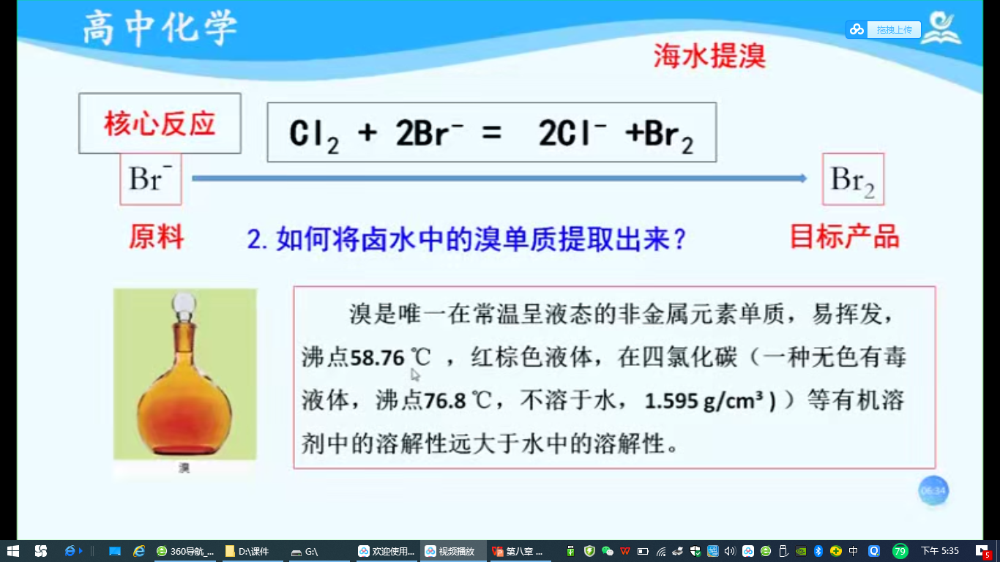 高中化学
拖拽上传
海水提溴
核心反应
Cl₂ + 2Br⁻ = 2Cl⁻ +Br₂
Br⁻
Br₂
原料
2.如何将卤水中的溴单质提取出来?
目标产品
溴是唯一在常温呈液态的非金属元素单质，易挥发，
沸点58.76 ℃ ，红棕色液体，在四氯化碳（一种无色有毒
液体，沸点76.8 ℃，不溶于水，1.595 g/cm³ ) ）等有机溶
剂中的溶解性远大于水中的溶解性。
溴
06:34
360导航_...
D:\课件
G:\
欢迎使用...
视频播放
第八章 ...
中
79
下午 5:35
5